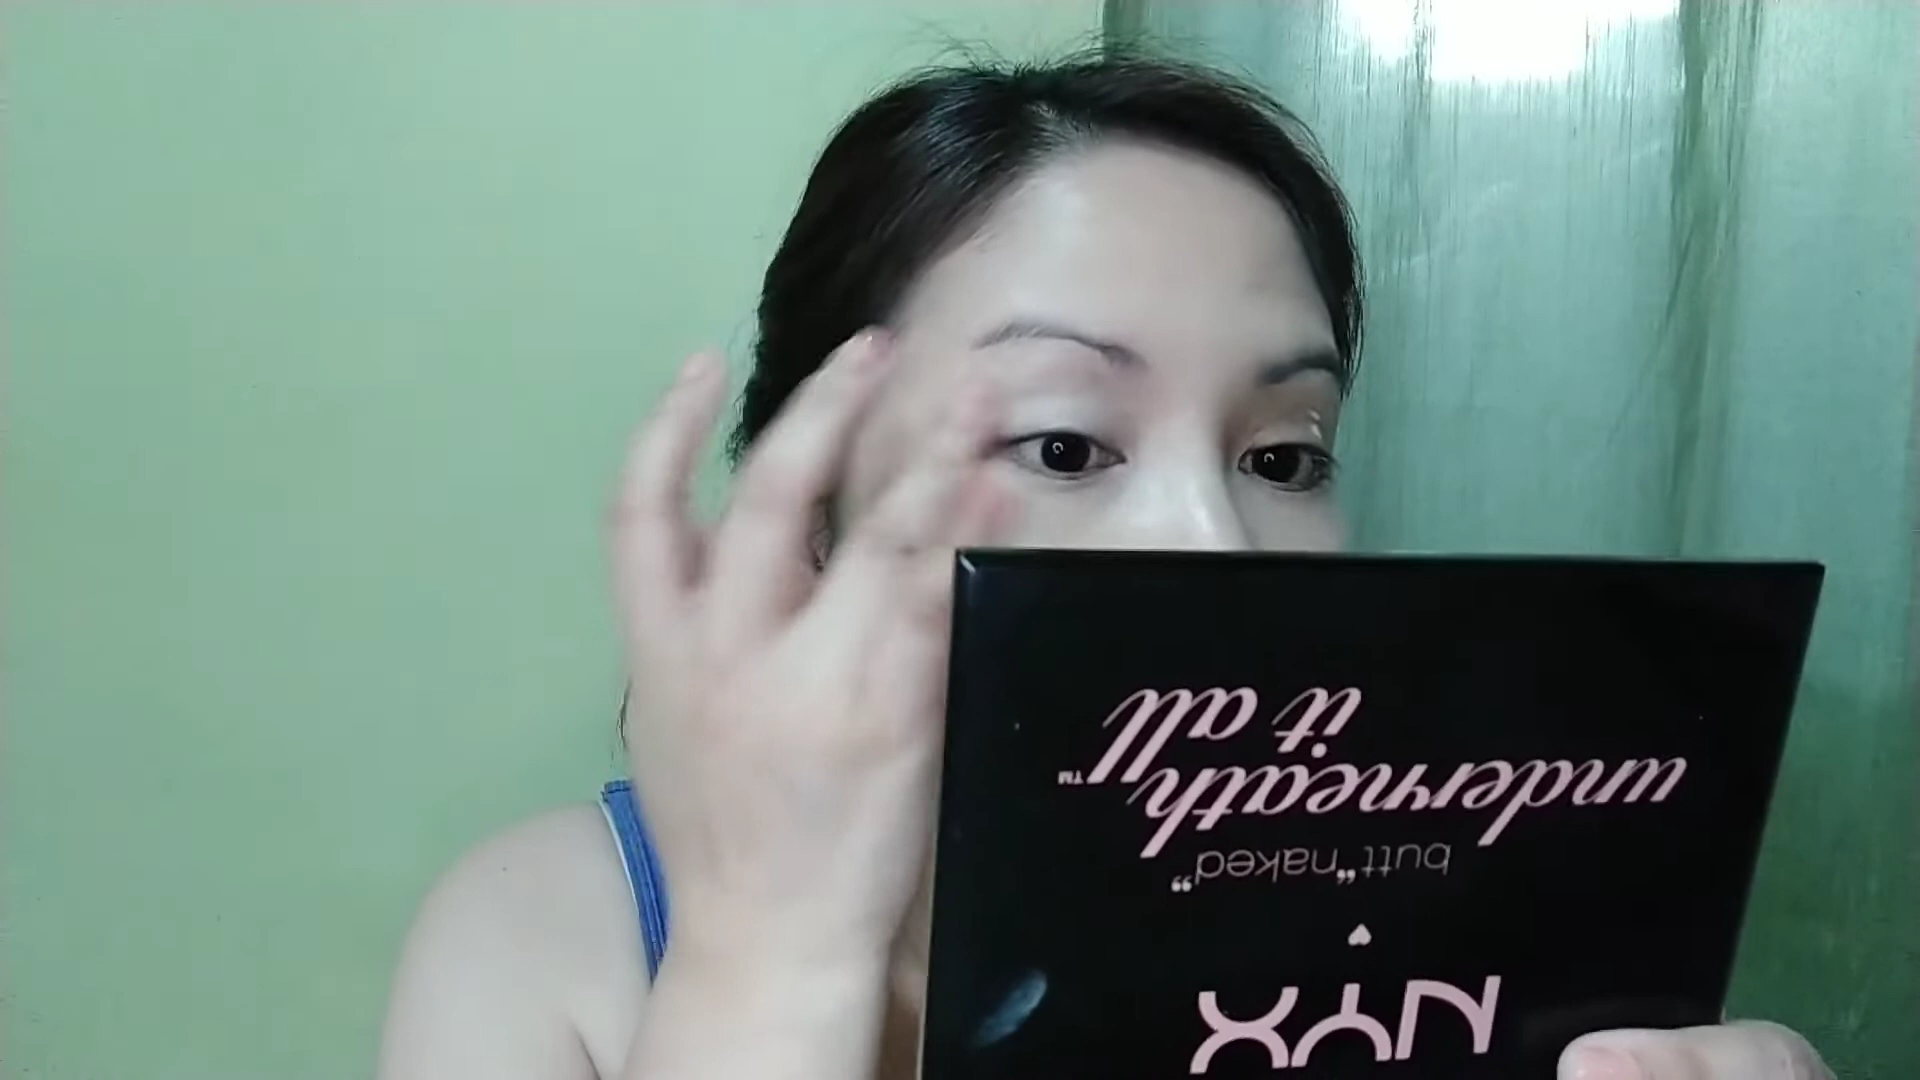 NYX
butt“naked”
underneath
it all™